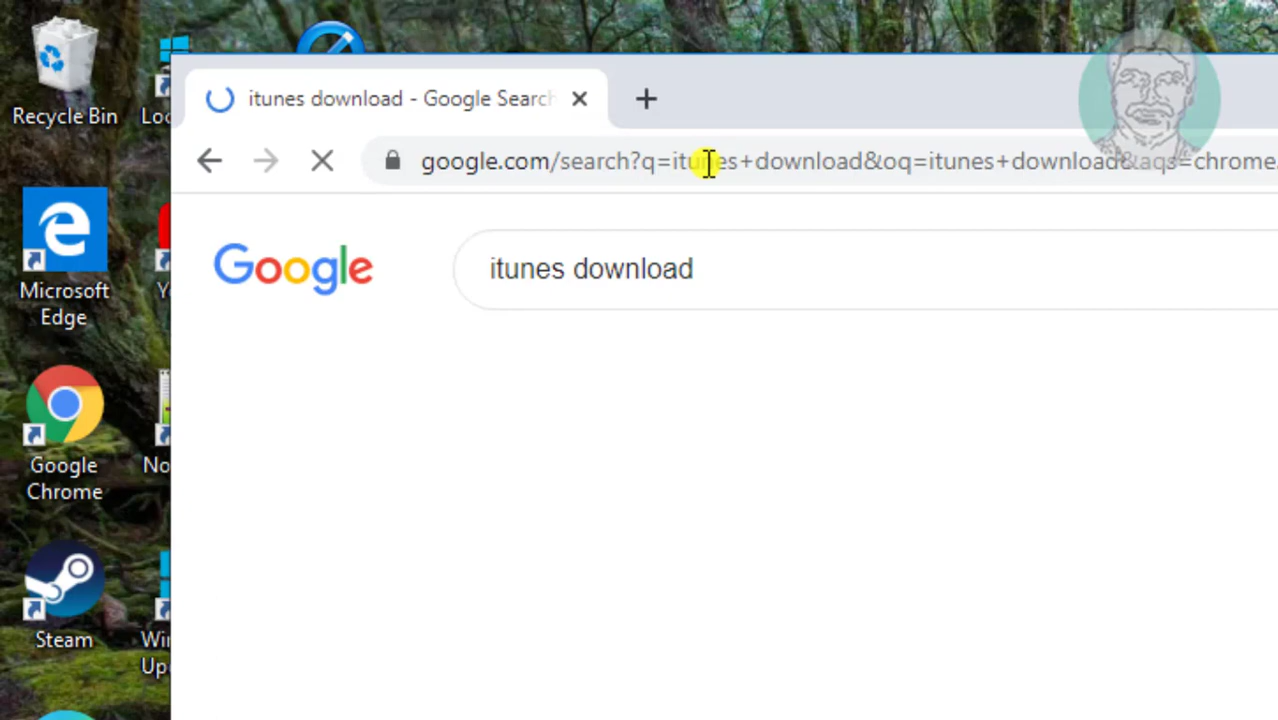 Recycle Bin
itunes download - Google Search
google.com/search?q=itunes+download&oq=itunes+download&aqs=chrome.
Google
itunes download
Microsoft
Edge
Google
Chrome
Steam